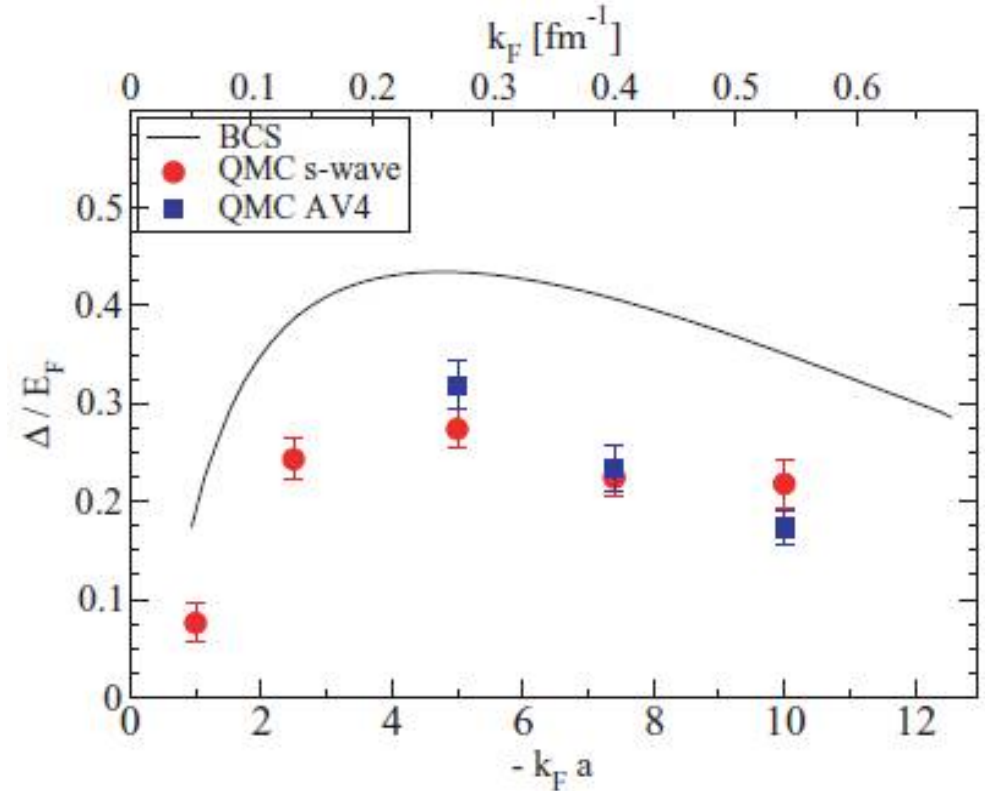 k_F [fm^-1]
0 0.1 0.2 0.3 0.4 0.5 0.6
BCS
QMC s-wave
QMC AV4
0.5
0.4
0.3
0.2
0.1
0
Δ / E_F
0 2 4 6 8 10 12
- k_F a